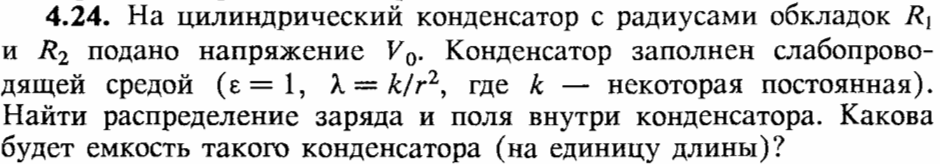 4.24. На цилиндрический конденсатор с радиусами обкладок R₁
и R₂ подано напряжение V₀. Конденсатор заполнен слабопрово-
дящей средой (ε = 1, λ = k/r², где k — некоторая постоянная).
Найти распределение заряда и поля внутри конденсатора. Какова
будет емкость такого конденсатора (на единицу длины)?